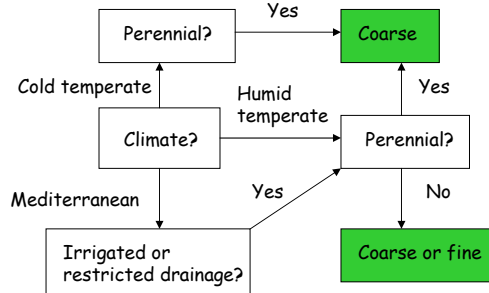 Yes
Perennial?
Coarse
Cold temperate
Humid
temperate
Yes
Climate?
Perennial?
Mediterranean
Yes
No
Irrigated or
restricted drainage?
Coarse or fine